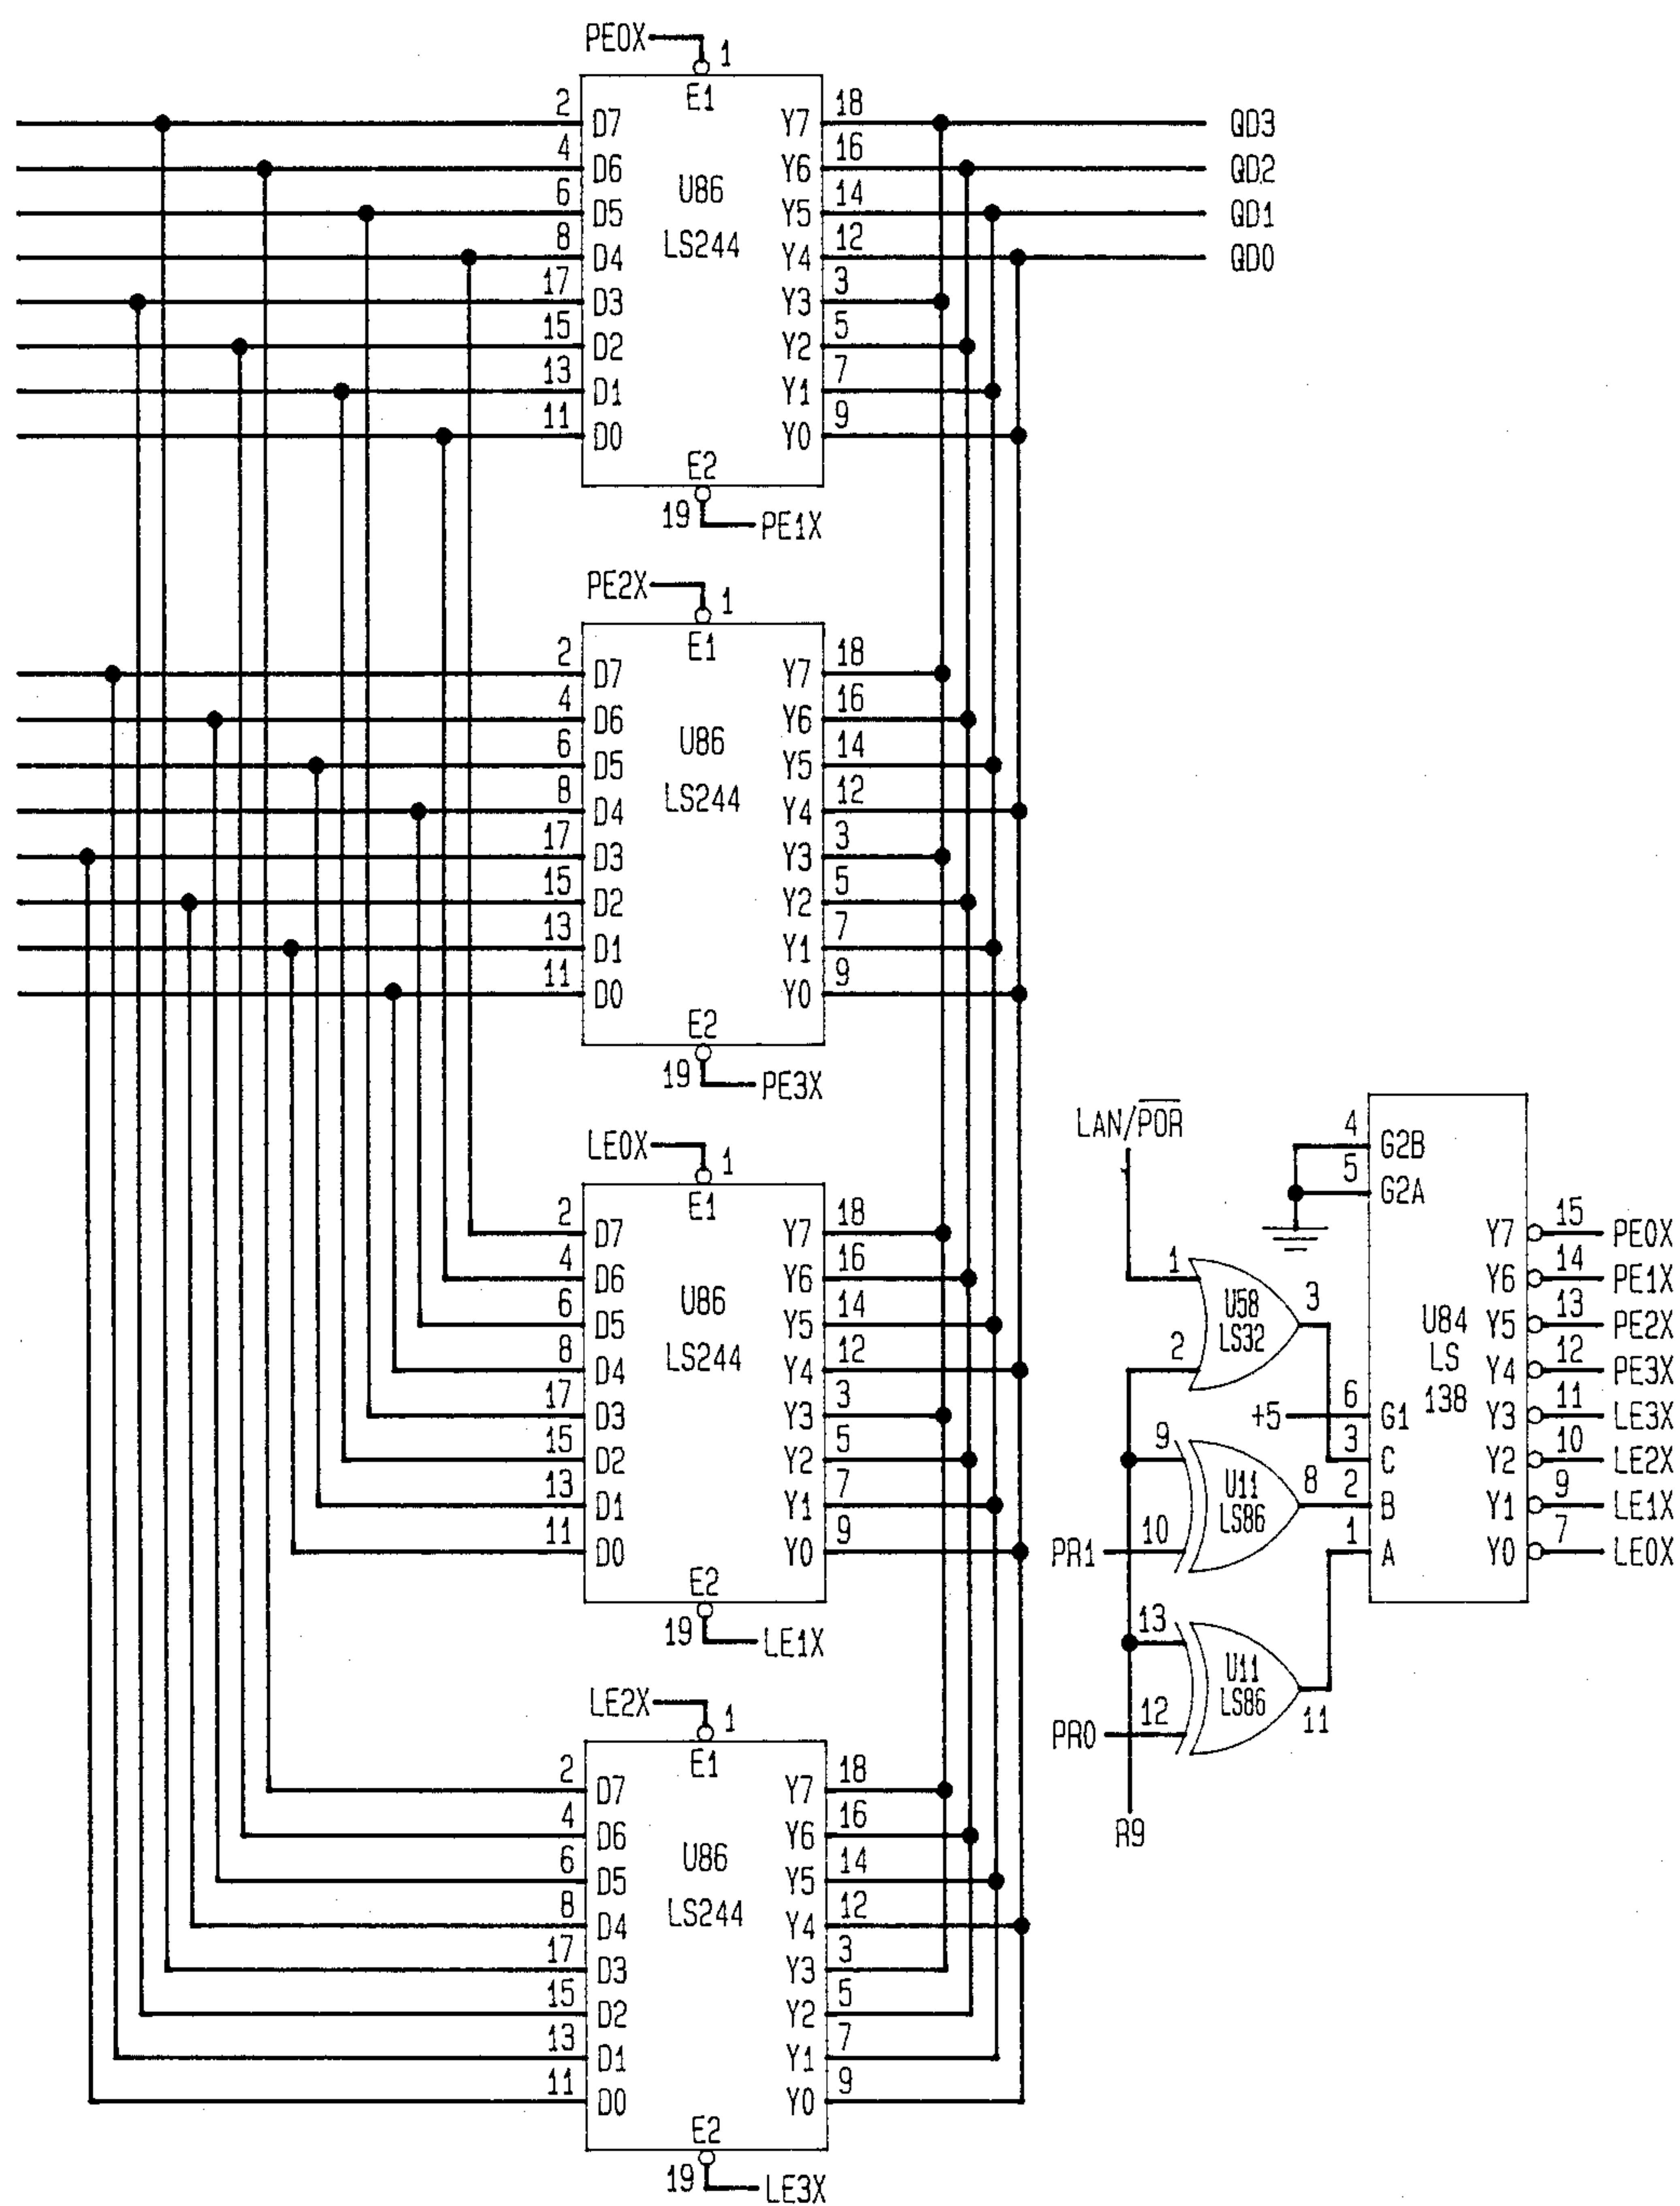 PE0X
1
E1
2 D7 Y7 18 QD3
4 D6 Y6 16 QD2
6 D5 Y5 14 QD1
8 D4 Y4 12 QD0
17 D3 Y3 3
15 D2 Y2 5
13 D1 Y1 7
11 D0 Y0 9
U86
LS244
E2
19 PE1X
PE2X
1
E1
2 D7 Y7 18
4 D6 Y6 16
6 D5 Y5 14
8 D4 Y4 12
17 D3 Y3 3
15 D2 Y2 5
13 D1 Y1 7
11 D0 Y0 9
U86
LS244
E2
19 PE3X
LE0X
1
E1
2 D7 Y7 18
4 D6 Y6 16
6 D5 Y5 14
8 D4 Y4 12
17 D3 Y3 3
15 D2 Y2 5
13 D1 Y1 7
11 D0 Y0 9
U86
LS244
E2
19 LE1X
LE2X
1
E1
2 D7 Y7 18
4 D6 Y6 16
6 D5 Y5 14
8 D4 Y4 12
17 D3 Y3 3
15 D2 Y2 5
13 D1 Y1 7
11 D0 Y0 9
U86
LS244
E2
19 LE3X
LAN/P̅O̅R̅
1
2
U58
LS32
3
9
PR1 10
U11
LS86
8
13
PR0 12
U11
LS86
11
R9
4 G2B
5 G2A
+5 6 G1
3 C
2 B
1 A
U84
LS
138
Y7 15 PE0X
Y6 14 PE1X
Y5 13 PE2X
Y4 12 PE3X
Y3 11 LE3X
Y2 10 LE2X
Y1 9 LE1X
Y0 7 LE0X